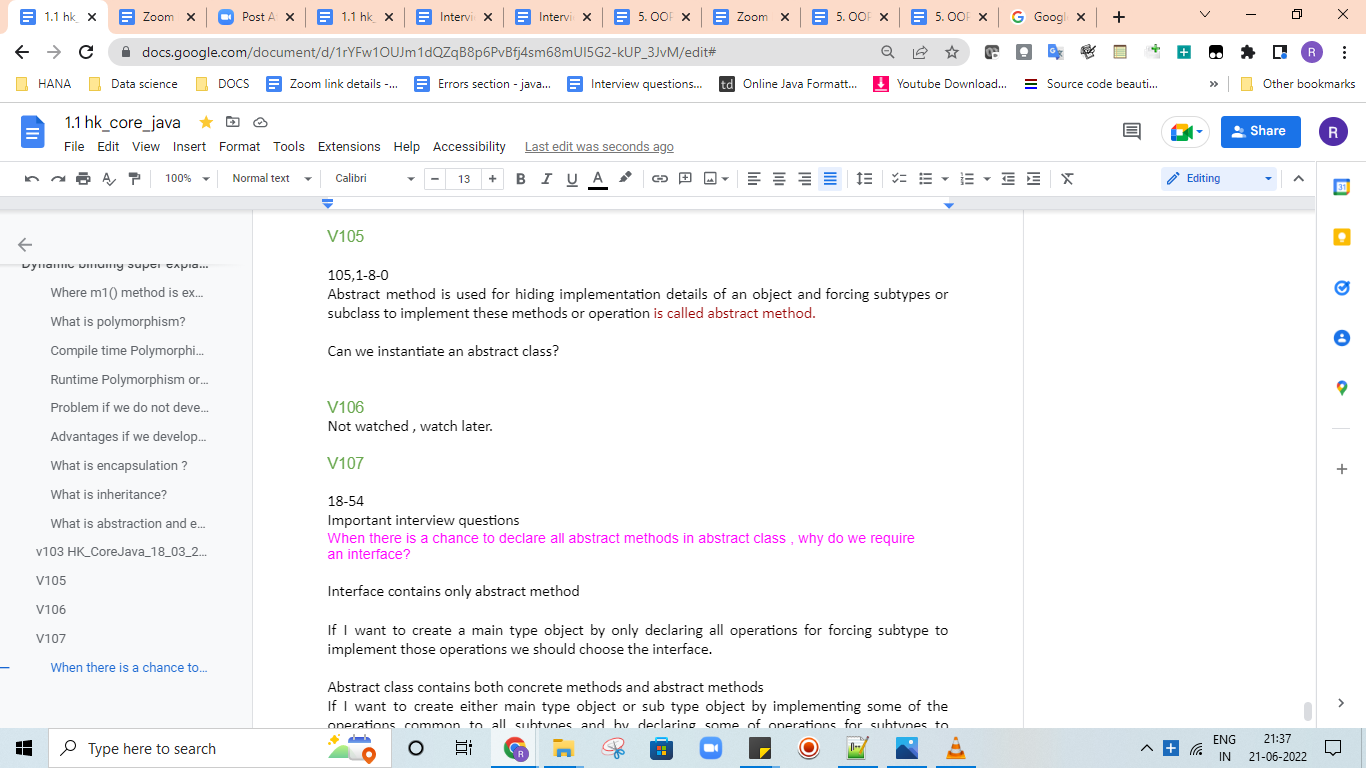 1.1 hk_
Zoom
Post A
1.1 hk_
Intervi
Intervi
5. OOP
Zoom
5. OOP
5. OOP
Googl
docs.google.com/document/d/1rYFw1OUJm1dQZqB8p6PvBfj4sm68mUI5G2-kUP_3JvM/edit#
R
HANA
Data science
DOCS
Zoom link details -...
Errors section - java...
Interview questions...
td
Online Java Formatt...
Youtube Download...
Source code beauti...
»
Other bookmarks
1.1 hk_core_java
File Edit View Insert Format Tools Extensions Help Accessibility Last edit was seconds ago
Share
R
100%
Normal text
Calibri
13
B I U A
Editing
31
Dynamic binding super expla...
Where m1() method is ex...
What is polymorphism?
Compile time Polymorphi...
Runtime Polymorphism or...
Problem if we do not deve...
Advantages if we develop...
What is encapsulation ?
What is inheritance?
What is abstraction and e...
v103 HK_CoreJava_18_03_2...
V105
V106
V107
When there is a chance to...
V105
105,1-8-0
Abstract method is used for hiding implementation details of an object and forcing subtypes or
subclass to implement these methods or operation is called abstract method.
Can we instantiate an abstract class?
V106
Not watched , watch later.
V107
18-54
Important interview questions
When there is a chance to declare all abstract methods in abstract class , why do we require
an interface?
Interface contains only abstract method
If I want to create a main type object by only declaring all operations for forcing subtype to
implement those operations we should choose the interface.
Abstract class contains both concrete methods and abstract methods
If I want to create either main type object or sub type object by implementing some of the
operations common to all subtypes and by declaring some of operations for subtypes to
Type here to search
R
ENG
IN
21:37
21-06-2022